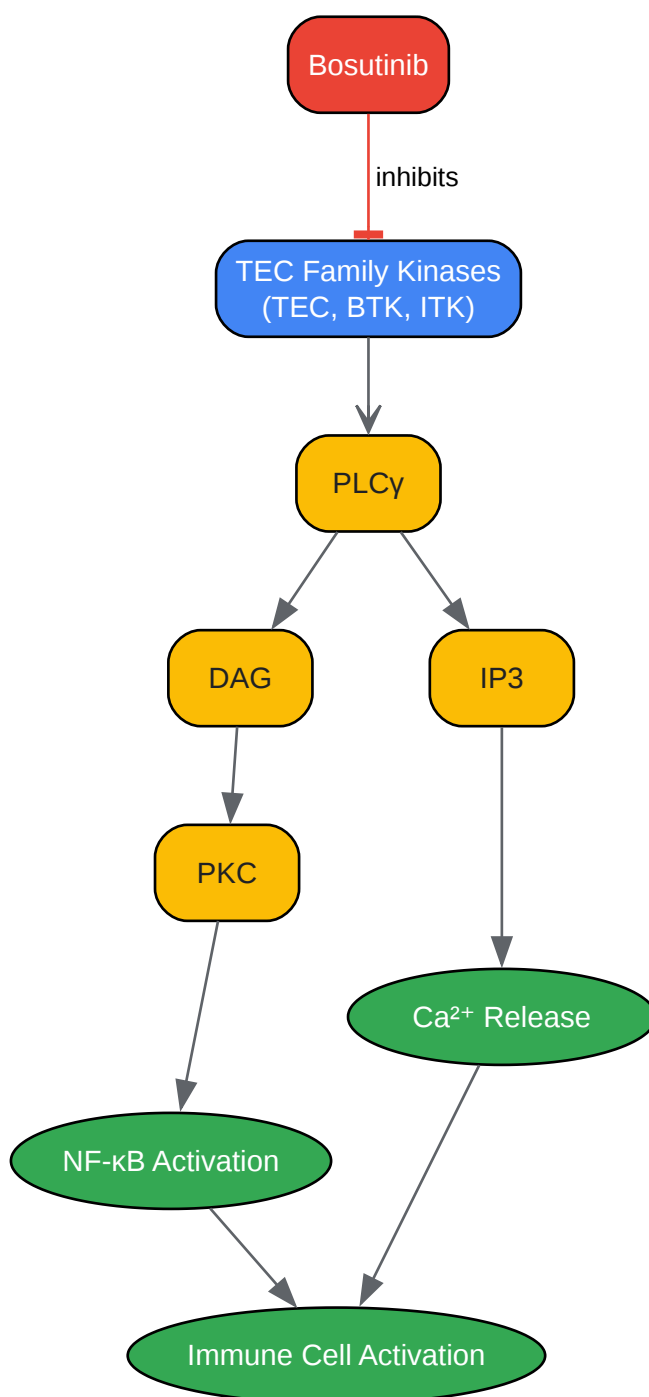 Bosutinib
inhibits
TEC Family Kinases
(TEC, BTK, ITK)
PLCγ
DAG
IP3
PKC
Ca²⁺ Release
NF-κB Activation
Immune Cell Activation